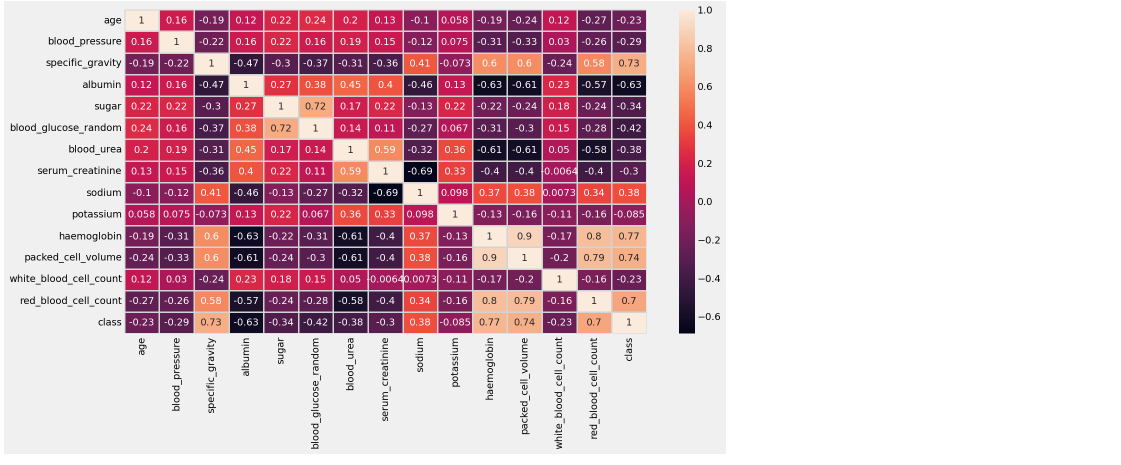 age 1 0.16 -0.19 0.12 0.22 0.24 0.2 0.13 -0.1 0.058 -0.19 -0.24 0.12 -0.27 -0.23
blood_pressure 0.16 1 -0.22 0.16 0.22 0.16 0.19 0.15 -0.12 0.075 -0.31 -0.33 0.03 -0.26 -0.29
specific_gravity -0.19 -0.22 1 -0.47 -0.3 -0.37 -0.31 -0.36 0.41 -0.073 0.6 0.6 -0.24 0.58 0.73
albumin 0.12 0.16 -0.47 1 0.27 0.38 0.45 0.4 -0.46 0.13 -0.63 -0.61 0.23 -0.57 -0.63
sugar 0.22 0.22 -0.3 0.27 1 0.72 0.17 0.22 -0.13 0.22 -0.22 -0.24 0.18 -0.24 -0.34
blood_glucose_random 0.24 0.16 -0.37 0.38 0.72 1 0.14 0.11 -0.27 0.067 -0.31 -0.3 0.15 -0.28 -0.42
blood_urea 0.2 0.19 -0.31 0.45 0.17 0.14 1 0.59 -0.32 0.36 -0.61 -0.61 0.05 -0.58 -0.38
serum_creatinine 0.13 0.15 -0.36 0.4 0.22 0.11 0.59 1 -0.69 0.33 -0.4 -0.4 -0.0064 -0.4 -0.3
sodium -0.1 -0.12 0.41 -0.46 -0.13 -0.27 -0.32 -0.69 1 0.098 0.37 0.38 0.0073 0.34 0.38
potassium 0.058 0.075 -0.073 0.13 0.22 0.067 0.36 0.33 0.098 1 -0.13 -0.16 -0.11 -0.16 -0.085
haemoglobin -0.19 -0.31 0.6 -0.63 -0.22 -0.31 -0.61 -0.4 0.37 -0.13 1 0.9 -0.17 0.8 0.77
packed_cell_volume -0.24 -0.33 0.6 -0.61 -0.24 -0.3 -0.61 -0.4 0.38 -0.16 0.9 1 -0.2 0.79 0.74
white_blood_cell_count 0.12 0.03 -0.24 0.23 0.18 0.15 0.05 -0.0064 0.0073 -0.11 -0.17 -0.2 1 -0.16 -0.23
red_blood_cell_count -0.27 -0.26 0.58 -0.57 -0.24 -0.28 -0.58 -0.4 0.34 -0.16 0.8 0.79 -0.16 1 0.7
class -0.23 -0.29 0.73 -0.63 -0.34 -0.42 -0.38 -0.3 0.38 -0.085 0.77 0.74 -0.23 0.7 1
age
blood_pressure
specific_gravity
albumin
sugar
blood_glucose_random
blood_urea
serum_creatinine
sodium
potassium
haemoglobin
packed_cell_volume
white_blood_cell_count
red_blood_cell_count
class
1.0
0.8
0.6
0.4
0.2
0.0
−0.2
−0.4
−0.6